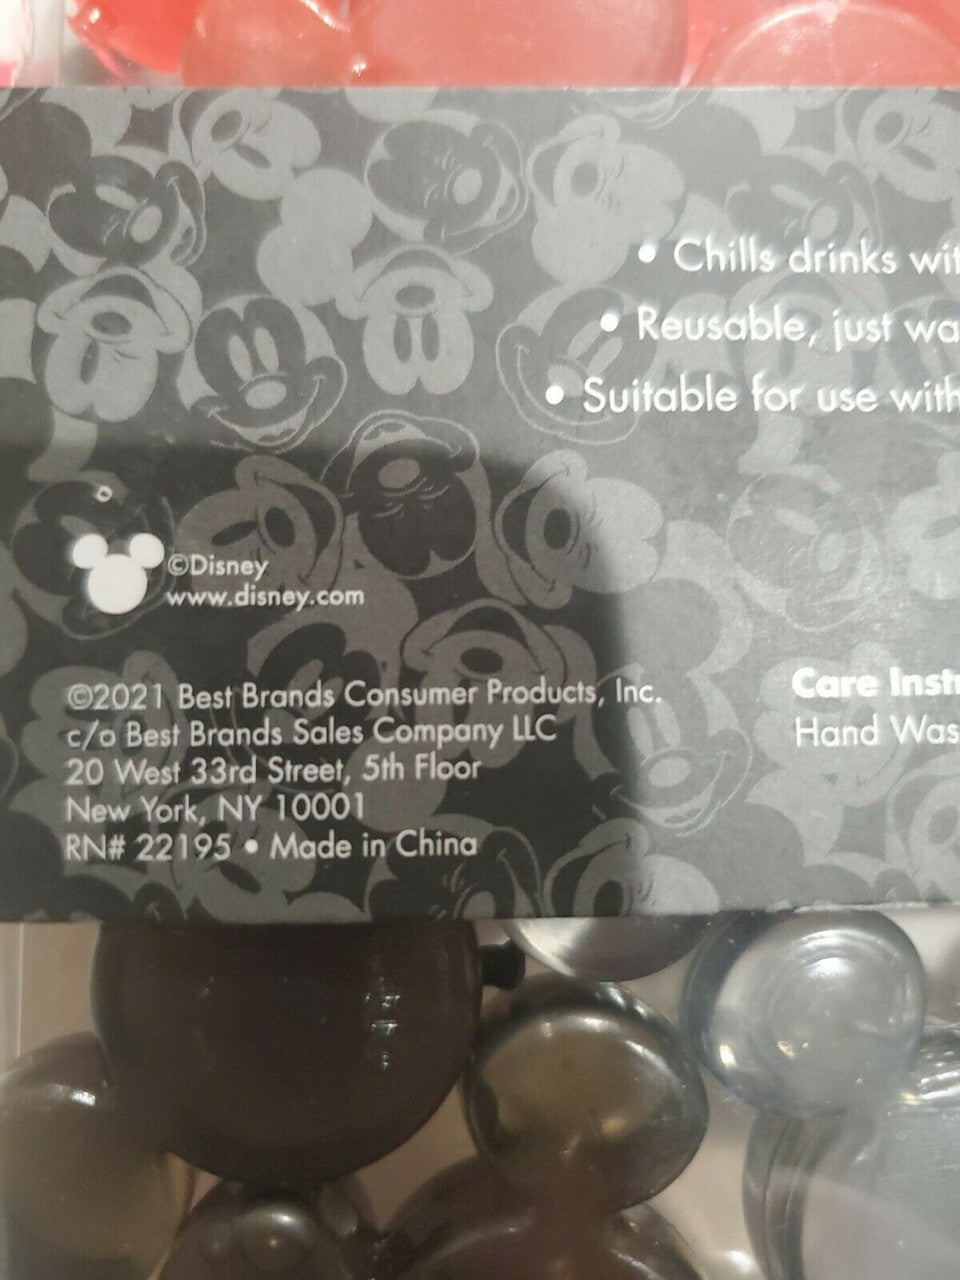 • Chills drinks wit
• Reusable, just wa
• Suitable for use with
©Disney
www.disney.com
©2021 Best Brands Consumer Products, Inc.
c/o Best Brands Sales Company LLC
20 West 33rd Street, 5th Floor
New York, NY 10001
RN# 22195 • Made in China
Care Inst
Hand Was